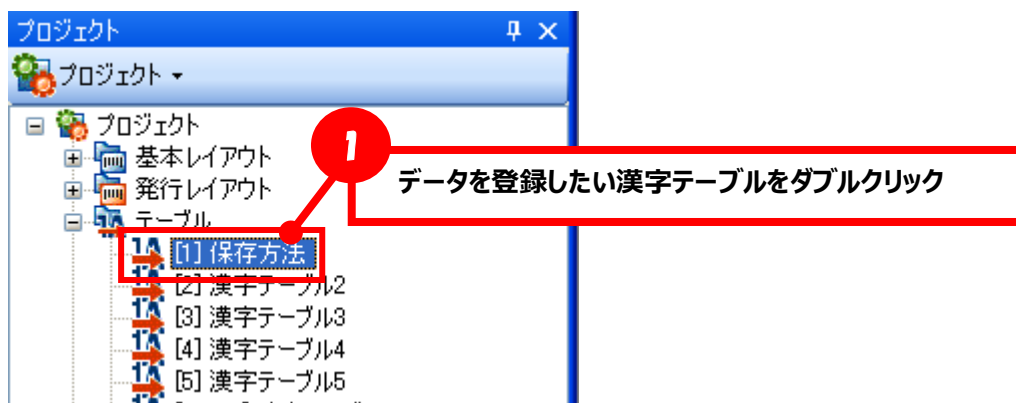 プロジェクト
プロジェクト
プロジェクト
基本レイアウト
1
発行レイアウト
データを登録したい漢字テーブルをダブルクリック
テーブル
[1] 保存方法
[2] 漢字テーブル2
[3] 漢字テーブル3
[4] 漢字テーブル4
[5] 漢字テーブル5